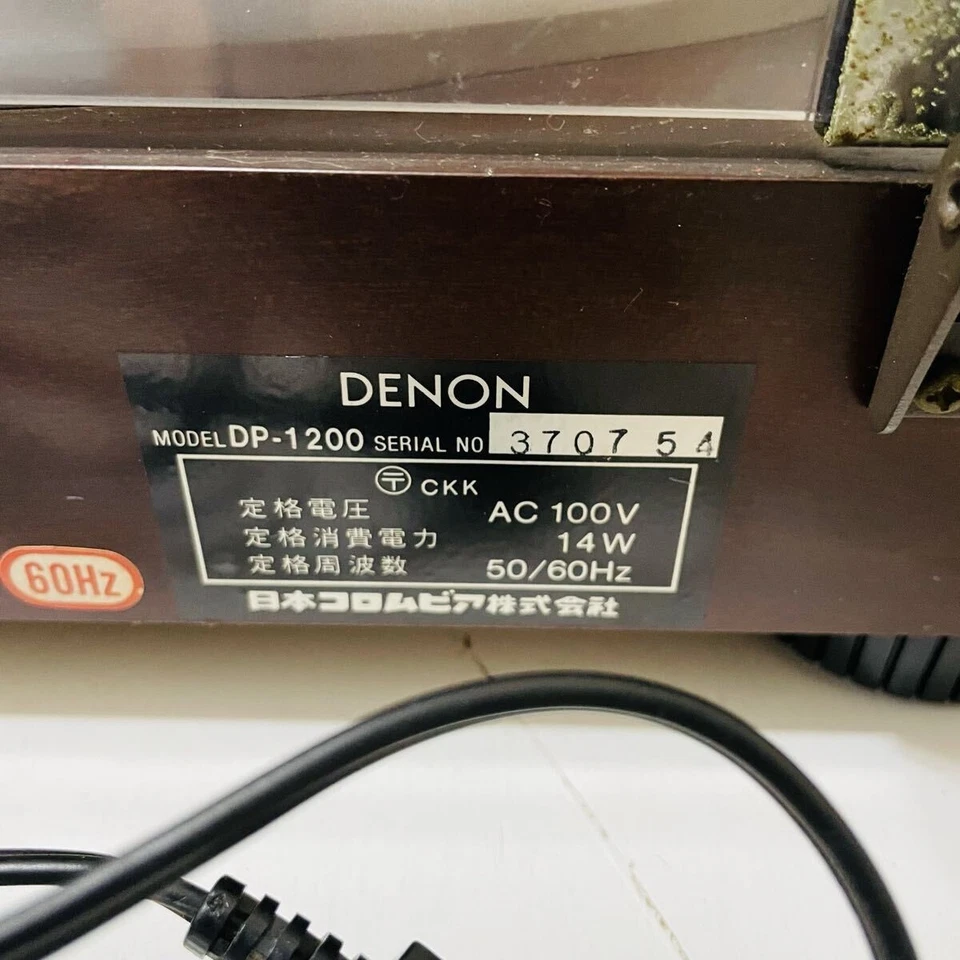 DENON
MODEL DP-1200 SERIAL NO 3707 54
〒 CKK
定格電圧 AC 100V
定格消費電力 14W
定格周波数 50/60Hz
日本コロムビア株式会社
60Hz